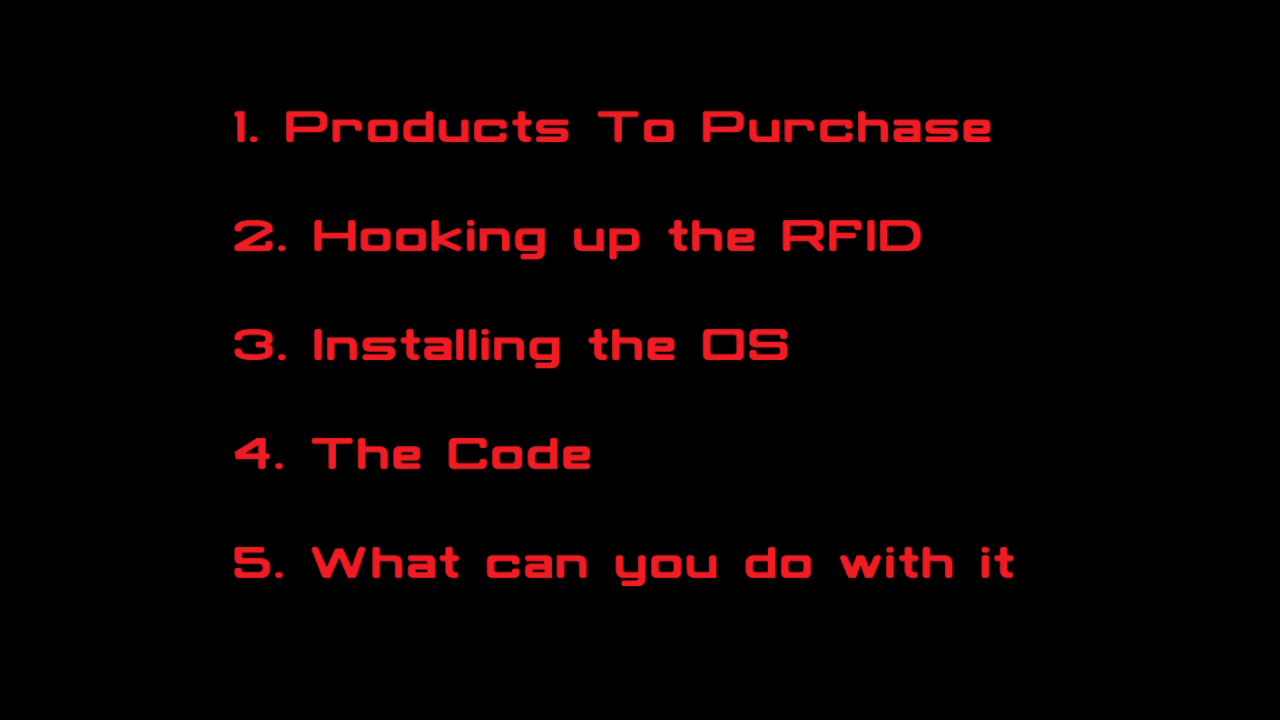 1. Products To Purchase
2. Hooking up the RFID
3. Installing the OS
4. The Code
5. What can you do with it